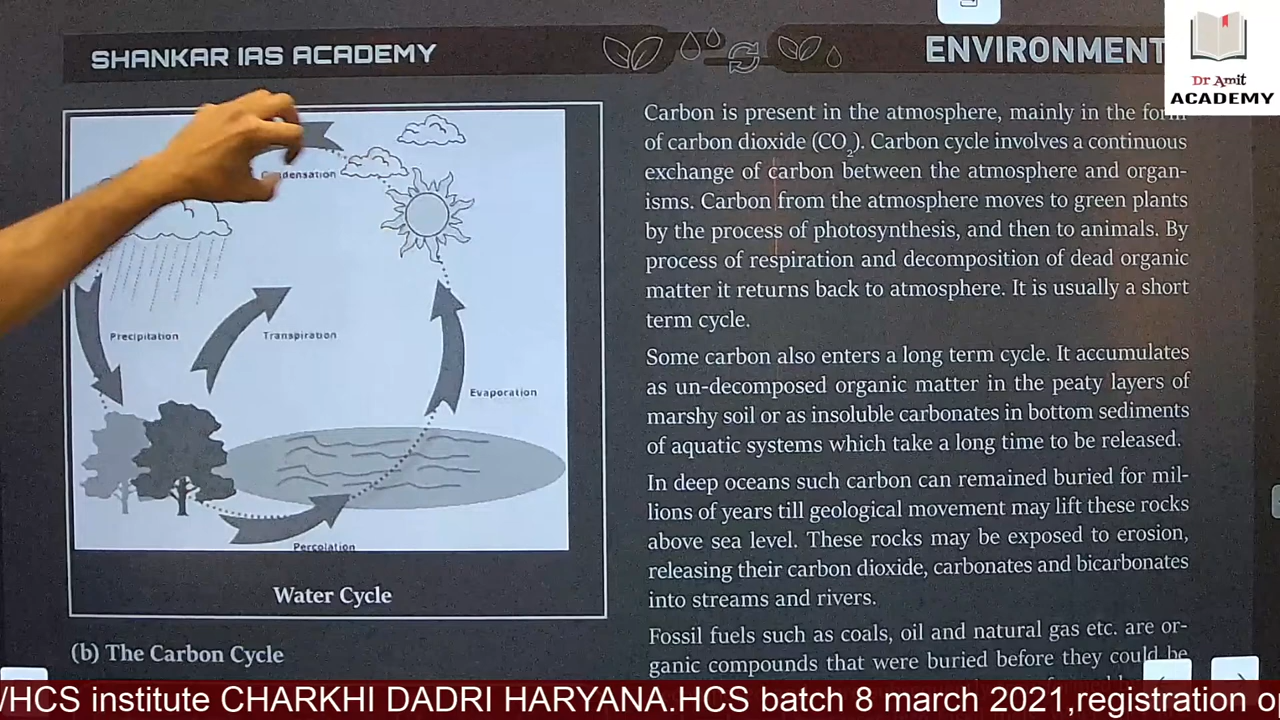 SHANKAR IAS ACADEMY
ENVIRONMENT
Dr Amit
ACADEMY
Condensation
Precipitation
Transpiration
Evaporation
Percolation
Water Cycle
(b) The Carbon Cycle
Carbon is present in the atmosphere, mainly in the form
of carbon dioxide (CO₂). Carbon cycle involves a continuous
exchange of carbon between the atmosphere and organ-
isms. Carbon from the atmosphere moves to green plants
by the process of photosynthesis, and then to animals. By
process of respiration and decomposition of dead organic
matter it returns back to atmosphere. It is usually a short
term cycle.
Some carbon also enters a long term cycle. It accumulates
as un-decomposed organic matter in the peaty layers of
marshy soil or as insoluble carbonates in bottom sediments
of aquatic systems which take a long time to be released.
In deep oceans such carbon can remained buried for mil-
lions of years till geological movement may lift these rocks
above sea level. These rocks may be exposed to erosion,
releasing their carbon dioxide, carbonates and bicarbonates
into streams and rivers.
Fossil fuels such as coals, oil and natural gas etc. are or-
ganic compounds that were buried before they could be
/HCS institute CHARKHI DADRI HARYANA.HCS batch 8 march 2021,registration op